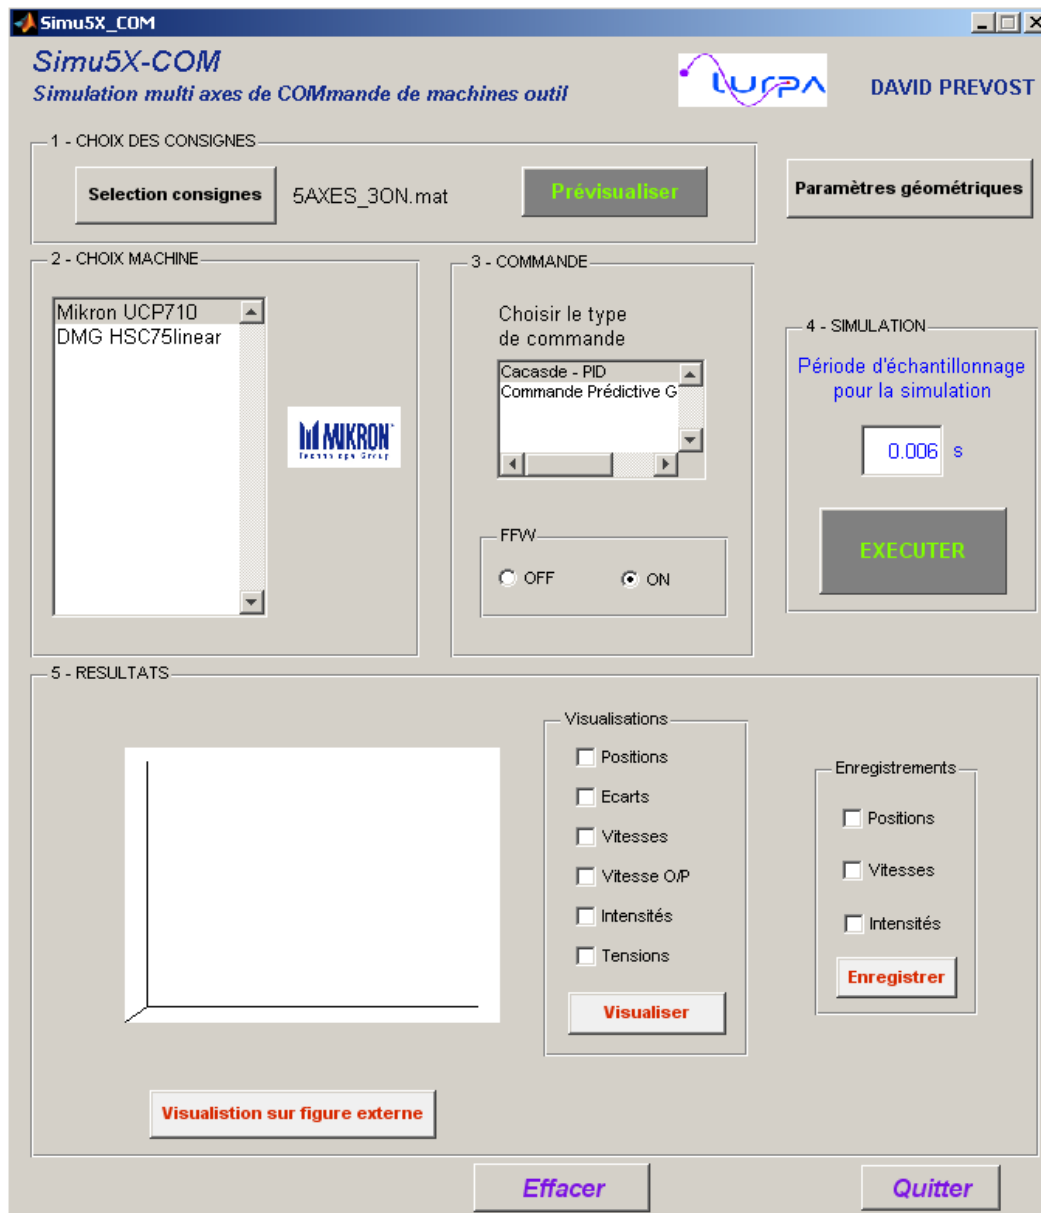 Simu5X_COM
Simu5X-COM
Simulation multi axes de COMmande de machines outil
LURPA
DAVID PREVOST
1 - CHOIX DES CONSIGNES
Selection consignes
5AXES_3ON.mat
Prévisualiser
Paramètres géométriques
2 - CHOIX MACHINE
Mikron UCP710
DMG HSC75linear
MIKRON
Technology Group
3 - COMMANDE
Choisir le type
de commande
Cacasde - PID
Commande Prédictive G
FFW
OFF
ON
4 - SIMULATION
Période d'échantillonnage
pour la simulation
0.006 s
EXECUTER
5 - RESULTATS
Visualisations
Positions
Ecarts
Vitesses
Vitesse O/P
Intensités
Tensions
Visualiser
Enregistrements
Positions
Vitesses
Intensités
Enregistrer
Visualistion sur figure externe
Effacer
Quitter